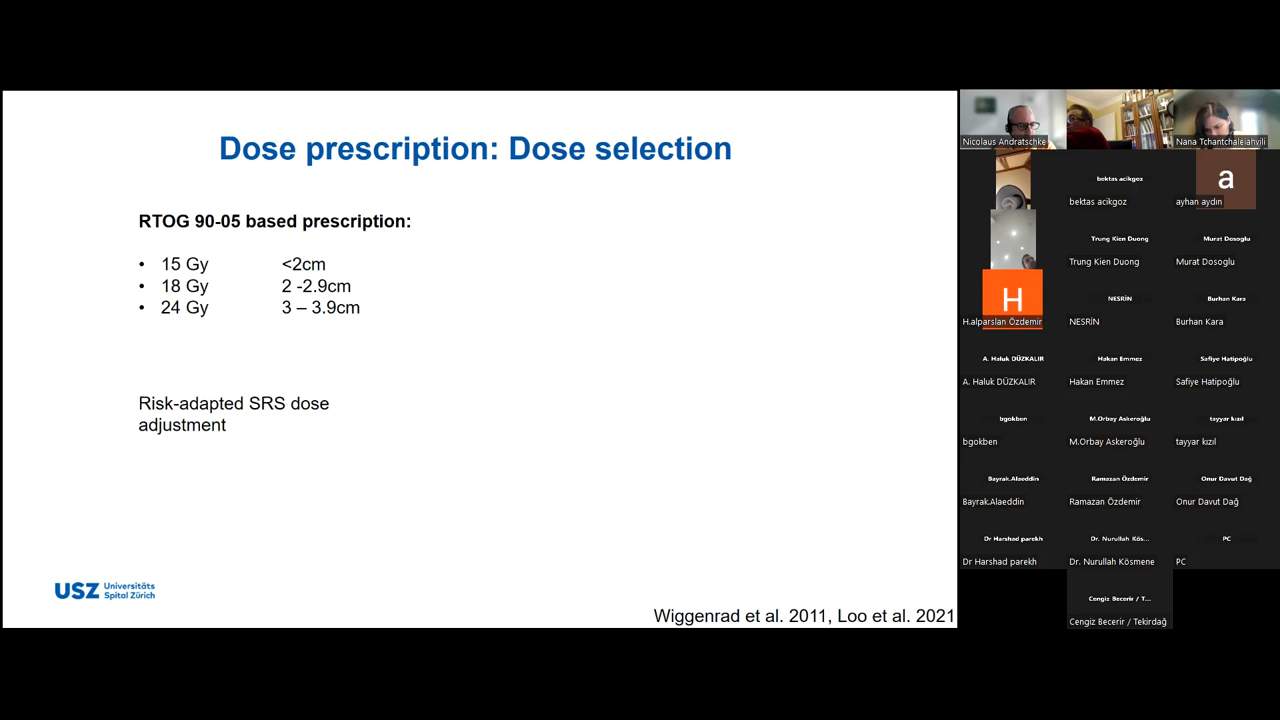 Dose prescription: Dose selection
RTOG 90-05 based prescription:
• 15 Gy <2cm
• 18 Gy 2 -2.9cm
• 24 Gy 3 – 3.9cm
Risk-adapted SRS dose
adjustment
USZ Universitäts
Spital Zürich
Wiggenrad et al. 2011, Loo et al. 2021
Nicolaus Andratschke
Nana Tchantchaleishvili
bektas acikgoz
bektas acikgoz
a
ayhan aydın
Trung Kien Duong
Trung Kien Duong
Murat Dosoglu
Murat Dosoglu
H
H.alparslan Özdemir
NESRİN
NESRİN
Burhan Kara
Burhan Kara
A. Haluk DÜZKALIR
A. Haluk DÜZKALIR
Hakan Emmez
Hakan Emmez
Safiye Hatipoğlu
Safiye Hatipoğlu
bgokben
bgokben
M.Orbay Askeroğlu
M.Orbay Askeroğlu
tayyar kızıl
tayyar kızıl
Bayrak.Alaeddin
Bayrak.Alaeddin
Ramazan Özdemir
Ramazan Özdemir
Onur Davut Dağ
Onur Davut Dağ
Dr Harshad parekh
Dr Harshad parekh
Dr. Nurullah Kös...
Dr. Nurullah Kösmene
PC
PC
Cengiz Becerir / T...
Cengiz Becerir / Tekirdağ